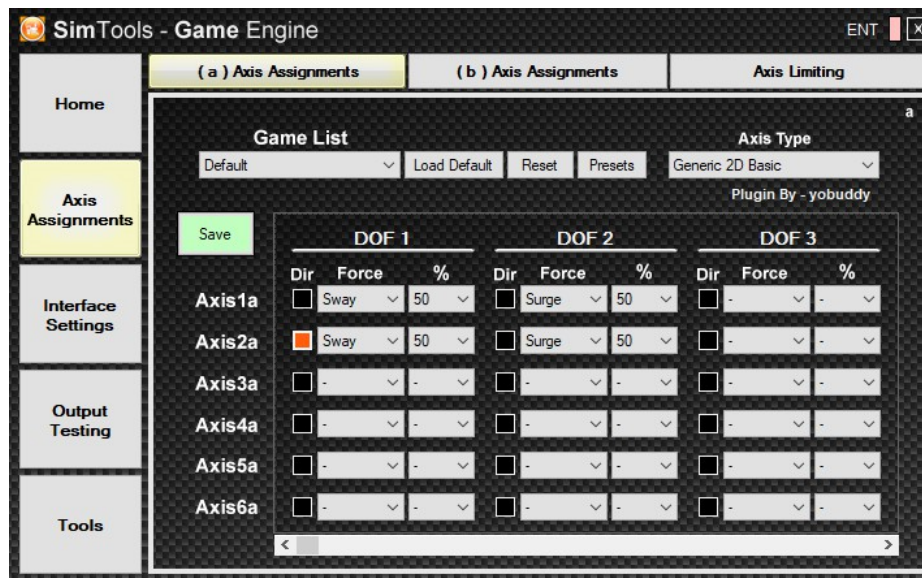 SimTools - Game Engine ENT X
( a ) Axis Assignments ( b ) Axis Assignments Axis Limiting
Home
a
Game List Axis Type
Default Load Default Reset Presets Generic 2D Basic
Plugin By - yobuddy
Axis Assignments
Save DOF 1 DOF 2 DOF 3
Dir Force % Dir Force % Dir Force %
Axis1a Sway 50 Surge 50 - -
Interface Settings
Axis2a Sway 50 Surge 50 - -
Axis3a - - - - - -
Output Testing
Axis4a - - - - - -
Axis5a - - - - - -
Tools
Axis6a - - - - - -